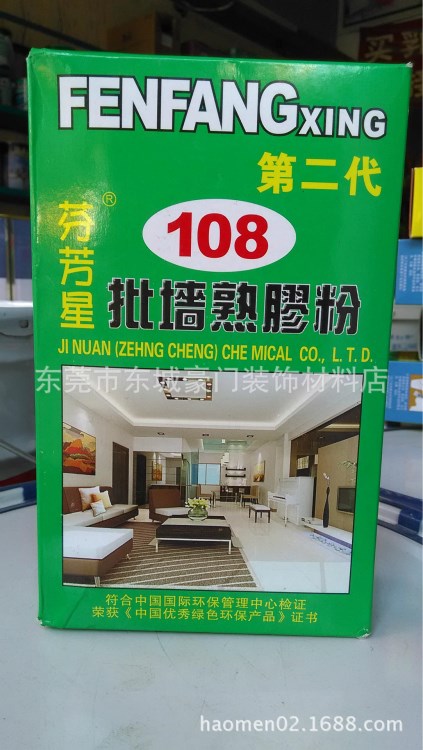 FENFANGXING
第二代
芬芳星®
108
批墙熟膠粉
JI NUAN (ZEHNG CHENG) CHE MICAL CO., L.T.D.
东莞市东城豪门装饰材料店
符合中国国际环保管理中心检证
荣获《中国优秀绿色环保产品》证书
haomen02.1688.com